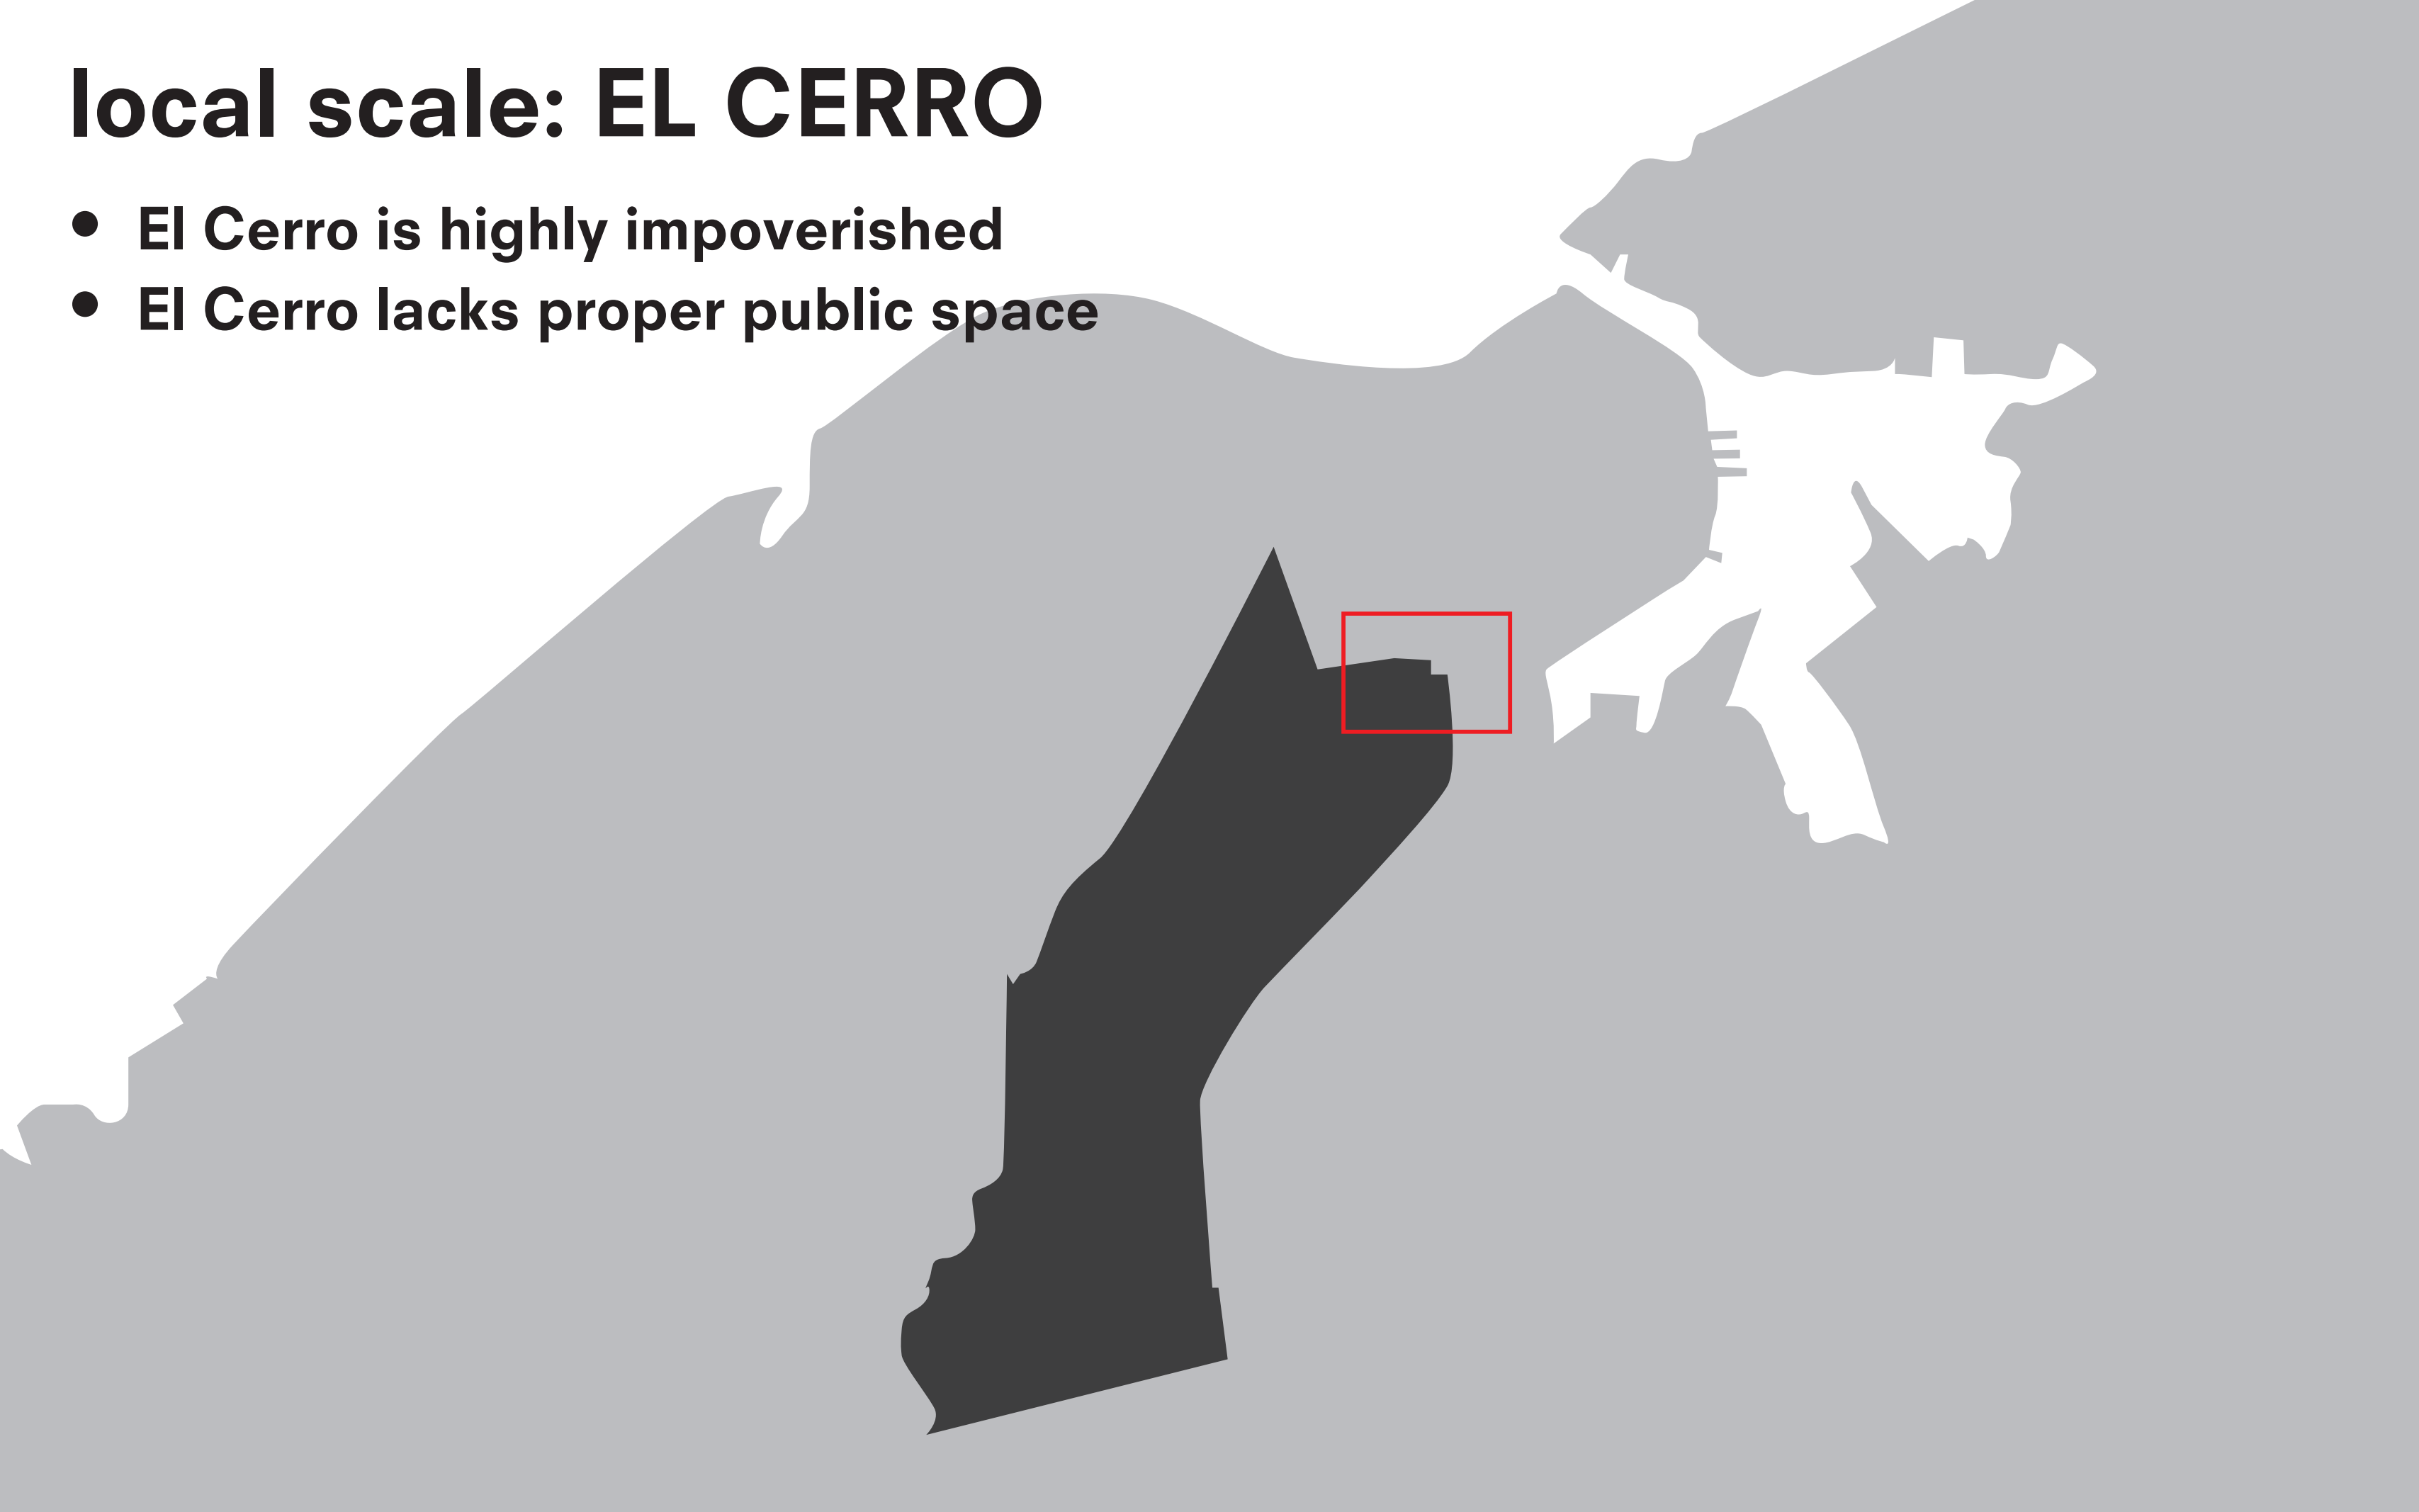 local scale: EL CERRO
• El Cerro is highly impoverished
• El Cerro lacks proper public space